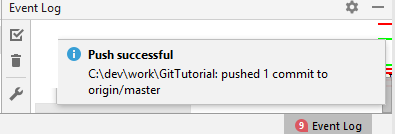 Event Log
Push successful
C:\dev\work\GitTutorial: pushed 1 commit to
origin/master
9 Event Log